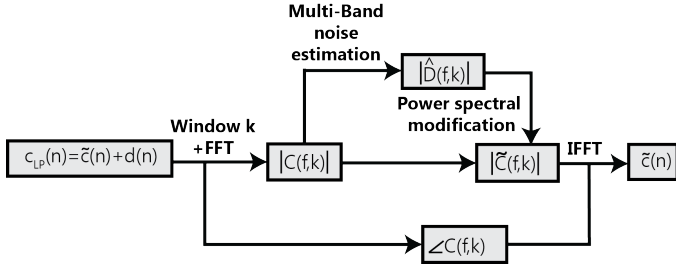 Multi-Band
noise
estimation
|D̂(f,k)|
Power spectral
modification
Window k
+FFT
c_LP(n)=c̃(n)+d(n)
|C(f,k)|
|C̃(f,k)|
IFFT
c̃(n)
∠C(f,k)